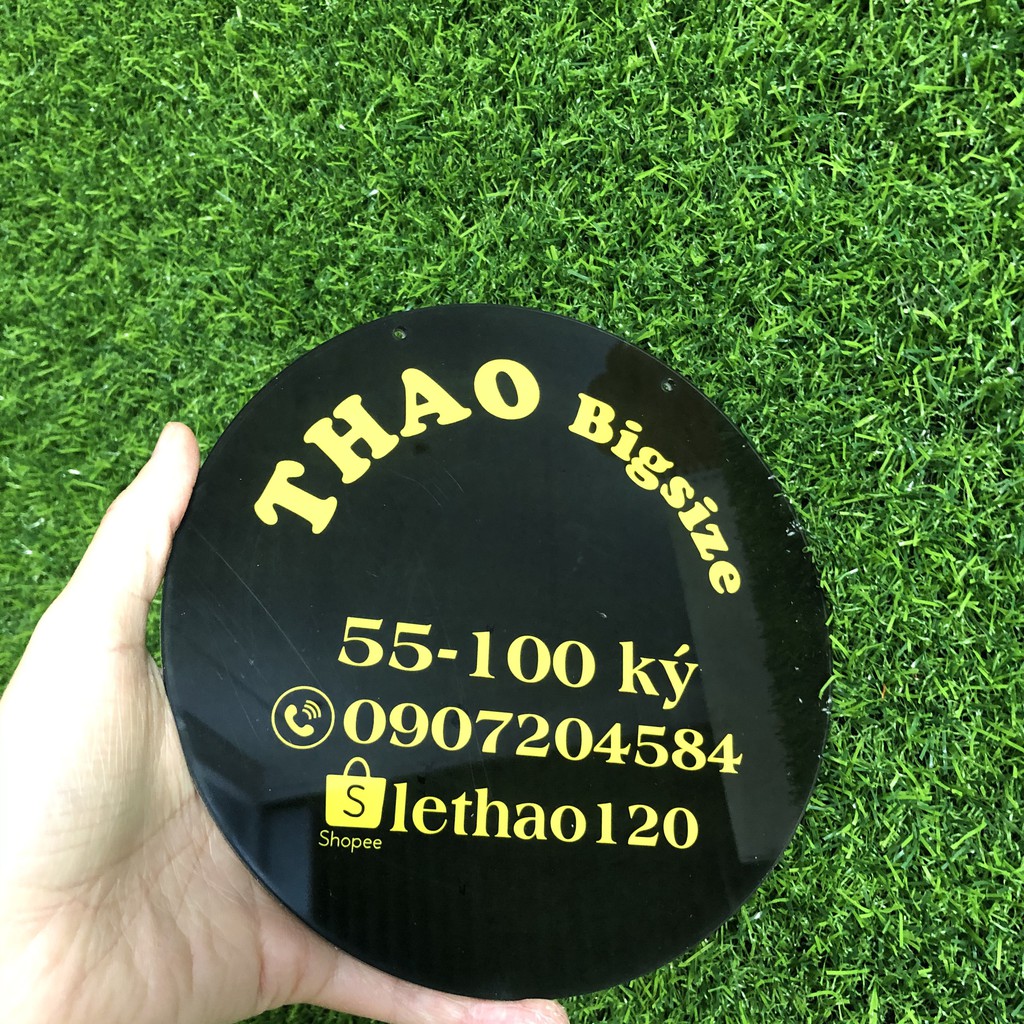 THAO Bigsize
55-100 ký
0907204584
S
Shopee
lethao120